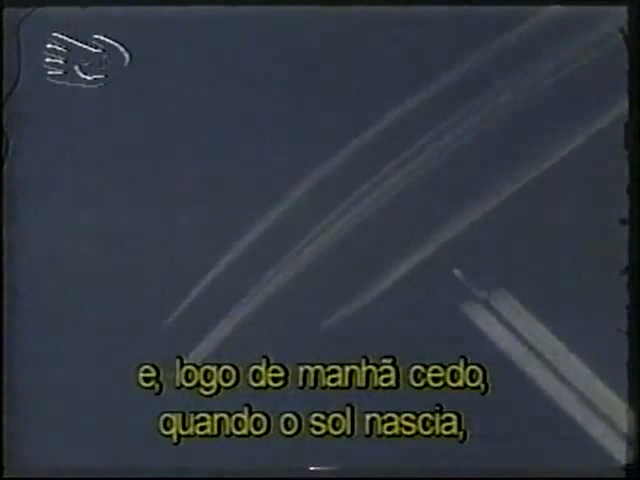 e, logo de manhã cedo,
quando o sol nascia,